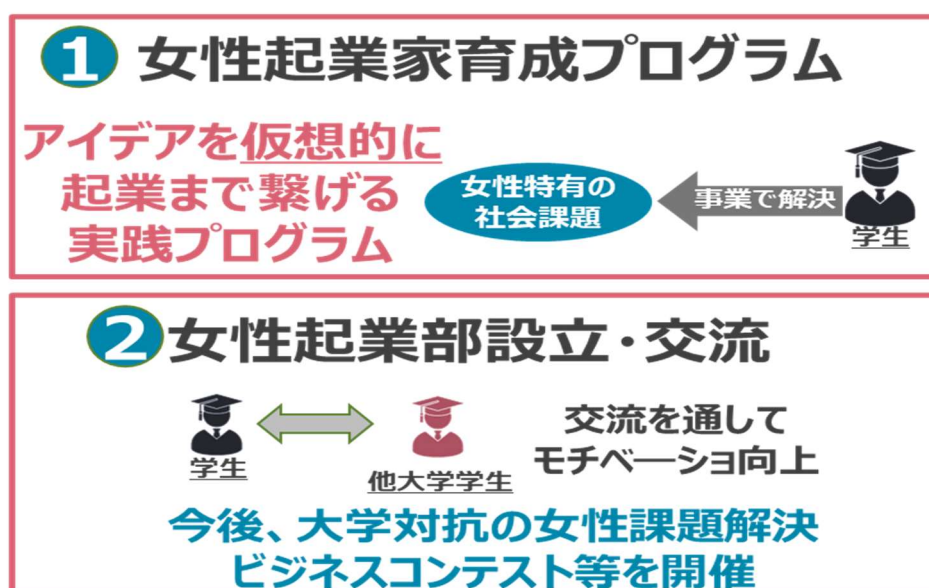 1 女性起業家育成プログラム
アイデアを仮想的に
起業まで繋げる
実践プログラム
女性特有の
社会課題
事業で解決
学生
2 女性起業部設立・交流
学生
他大学学生
交流を通して
モチベーショ向上
今後、大学対抗の女性課題解決
ビジネスコンテスト等を開催